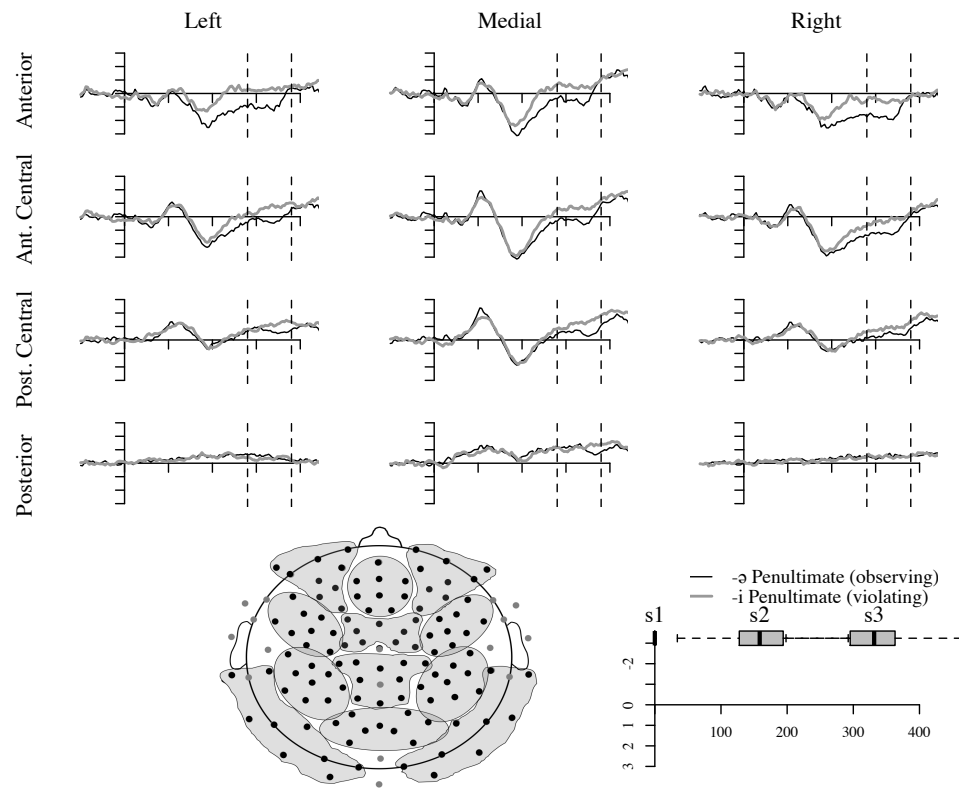 Left Medial Right
Anterior
Ant. Central
Post. Central
Posterior
-ə Penultimate (observing)
-i Penultimate (violating)
s1 s2 s3
-2
0
1
2
3
100 200 300 400